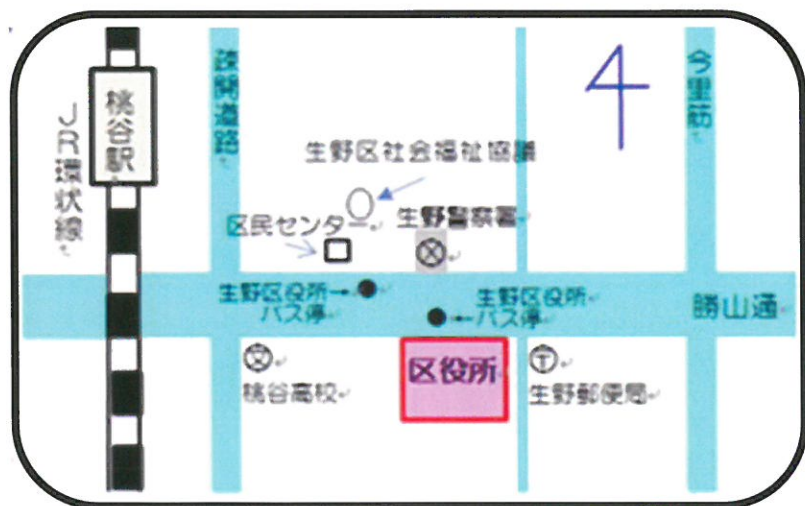 桃谷駅
JR環状線
疎開道路
今里筋
生野区社会福祉協議
区民センター
生野警察署
生野区役所
バス停
生野区役所
バス停
勝山通
桃谷高校
区役所
生野郵便局